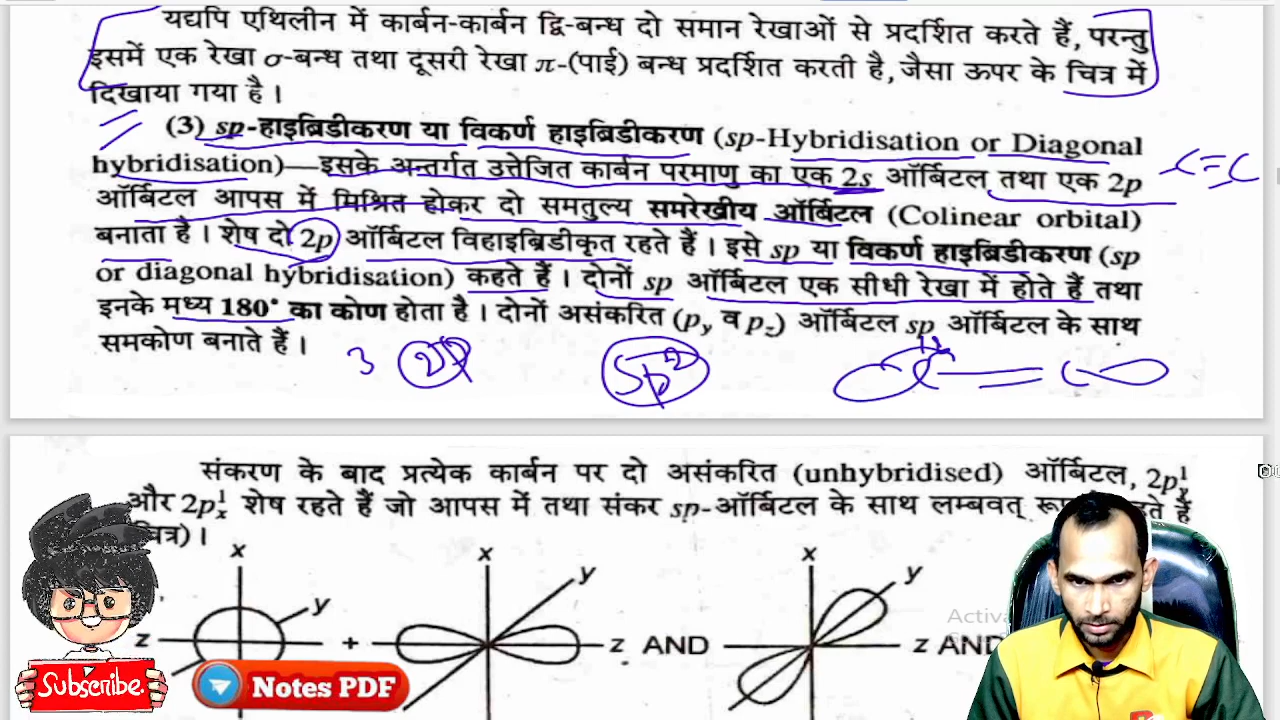 यद्यपि एथिलीन में कार्बन-कार्बन द्वि-बन्ध दो समान रेखाओं से प्रदर्शित करते हैं, परन्तु
इसमें एक रेखा σ-बन्ध तथा दूसरी रेखा π-(पाई) बन्ध प्रदर्शित करती है, जैसा ऊपर के चित्र में
दिखाया गया है।
(3) sp-हाइब्रिडीकरण या विकर्ण हाइब्रिडीकरण (sp-Hybridisation or Diagonal
hybridisation)—इसके अन्तर्गत उत्तेजित कार्बन परमाणु का एक 2s ऑर्बिटल तथा एक 2p
ऑर्बिटल आपस में मिश्रित होकर दो समतुल्य समरेखीय ऑर्बिटल (Colinear orbital)
बनाता है। शेष दो 2p ऑर्बिटल विहाइब्रिडीकृत रहते हैं। इसे sp या विकर्ण हाइब्रिडीकरण (sp
or diagonal hybridisation) कहते हैं। दोनों sp ऑर्बिटल एक सीधी रेखा में होते हैं तथा
इनके मध्य 180° का कोण होता है। दोनों असंकरित (p_y व p_z) ऑर्बिटल sp ऑर्बिटल के साथ
समकोण बनाते हैं।
C=C
3 2p sp²
संकरण के बाद प्रत्येक कार्बन पर दो असंकरित (unhybridised) ऑर्बिटल, 2p
और 2p¹ₓ शेष रहते हैं जो आपस में तथा संकर sp-ऑर्बिटल के साथ लम्बवत्
x x x
y y y
z + z AND z
Subscribe.
Notes PDF